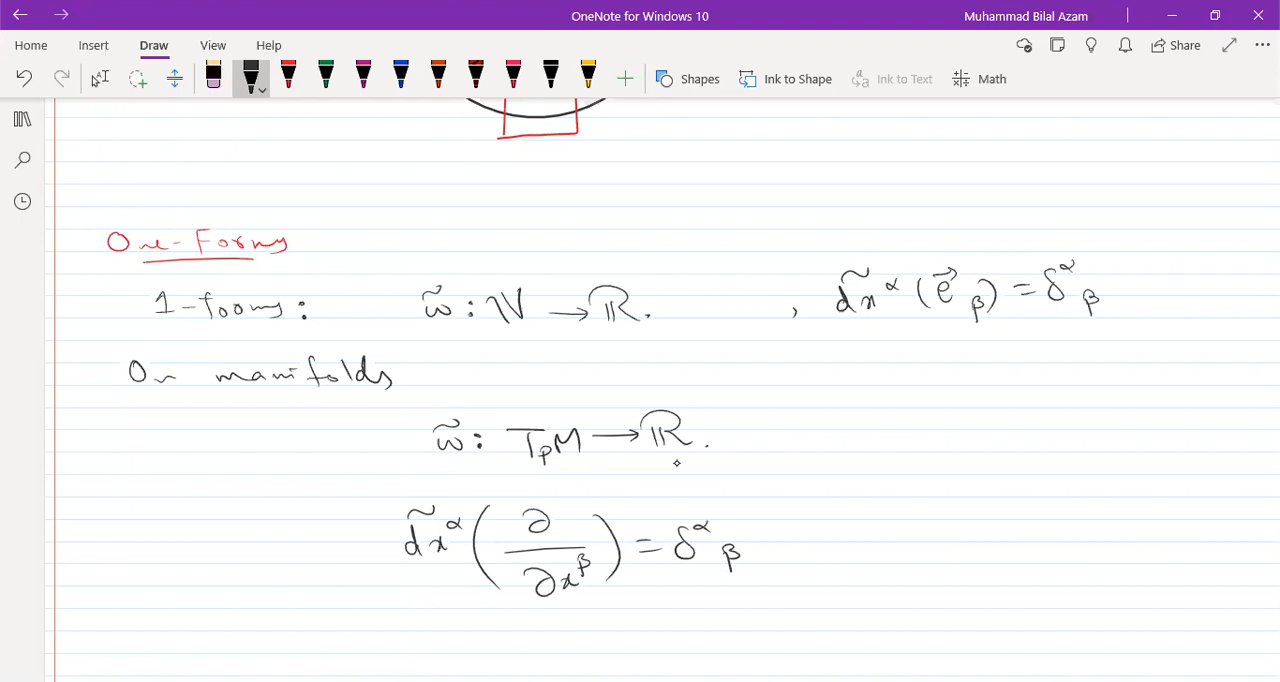 OneNote for Windows 10
Muhammad Bilal Azam
Home Insert Draw View Help
Share
Shapes Ink to Shape Ink to Text Math
One-Forms
1-forms: w̃ : V → ℝ. , d̃x^α (e⃗_β) = δ^α_β
On manifolds
w̃ : T_pM → ℝ.
d̃x^α (∂/∂x^β) = δ^α_β